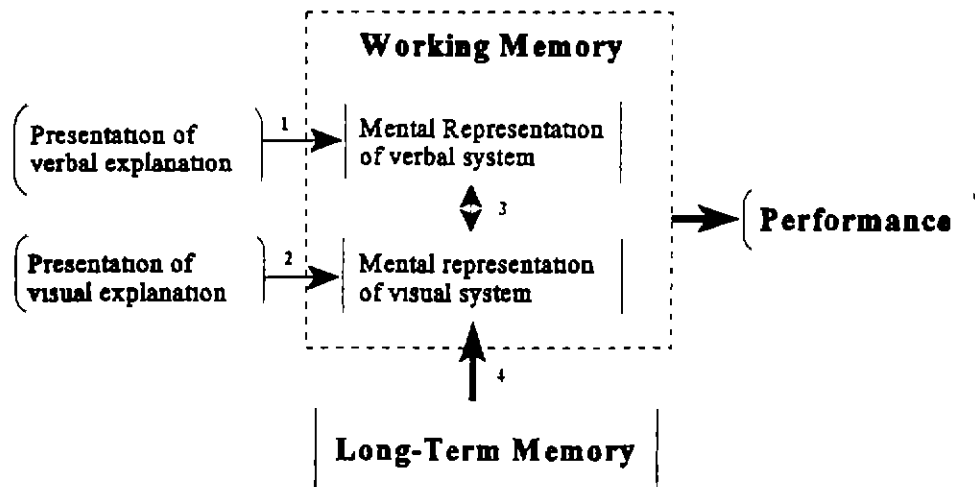 Working Memory
Presentation of
verbal explanation
1
Mental Representation
of verbal system
3
Performance
Presentation of
visual explanation
2
Mental representation
of visual system
4
Long-Term Memory